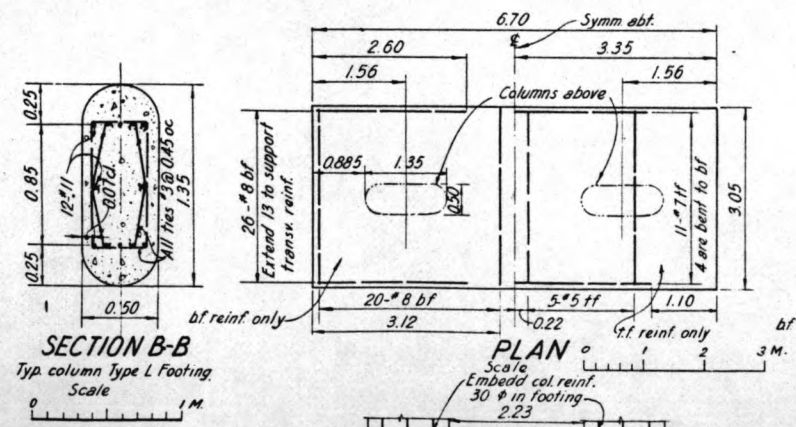 0.25
0.85
0.25
12-#11
0.07cl.
All ties #3@0.45 oc
1.35
0.50
SECTION B-B
Typ. column Type L Footing.
Scale
0 1 M.
6.70
Symm. abt.
℄
2.60
3.35
1.56
1.56
Columns above
26-#8 bf
Extend 13 to support
transv. reinf.
0.885
1.35
0.50
11-#7 tf
4 are bent to bf
3.05
bf. reinf. only
20-#8 bf
5-#5 tf
1.10
3.12
0.22
t.f. reinf. only
bf
PLAN
Scale
0 1 2 3 M.
Embedd col. reinf.
30 ϕ in footing
2.23